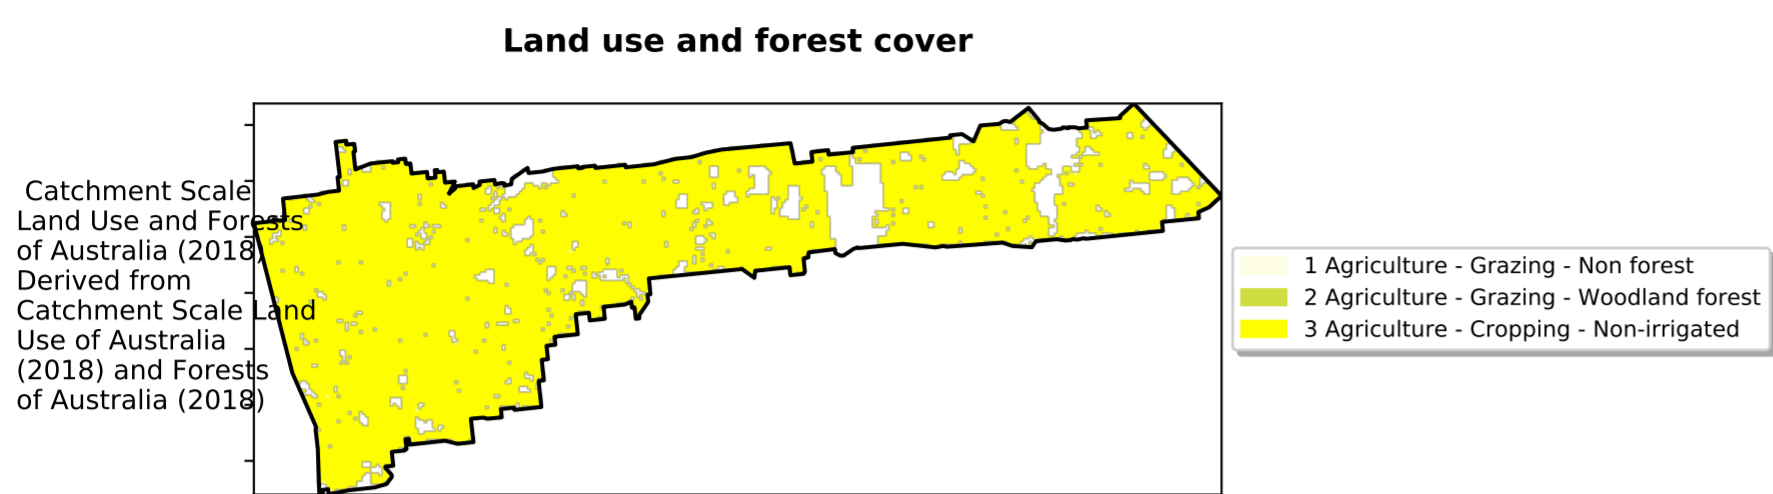 Land use and forest cover
Catchment Scale
Land Use and Forests
of Australia (2018)
Derived from
Catchment Scale Land
Use of Australia
(2018) and Forests
of Australia (2018)
1 Agriculture - Grazing - Non forest
2 Agriculture - Grazing - Woodland forest
3 Agriculture - Cropping - Non-irrigated